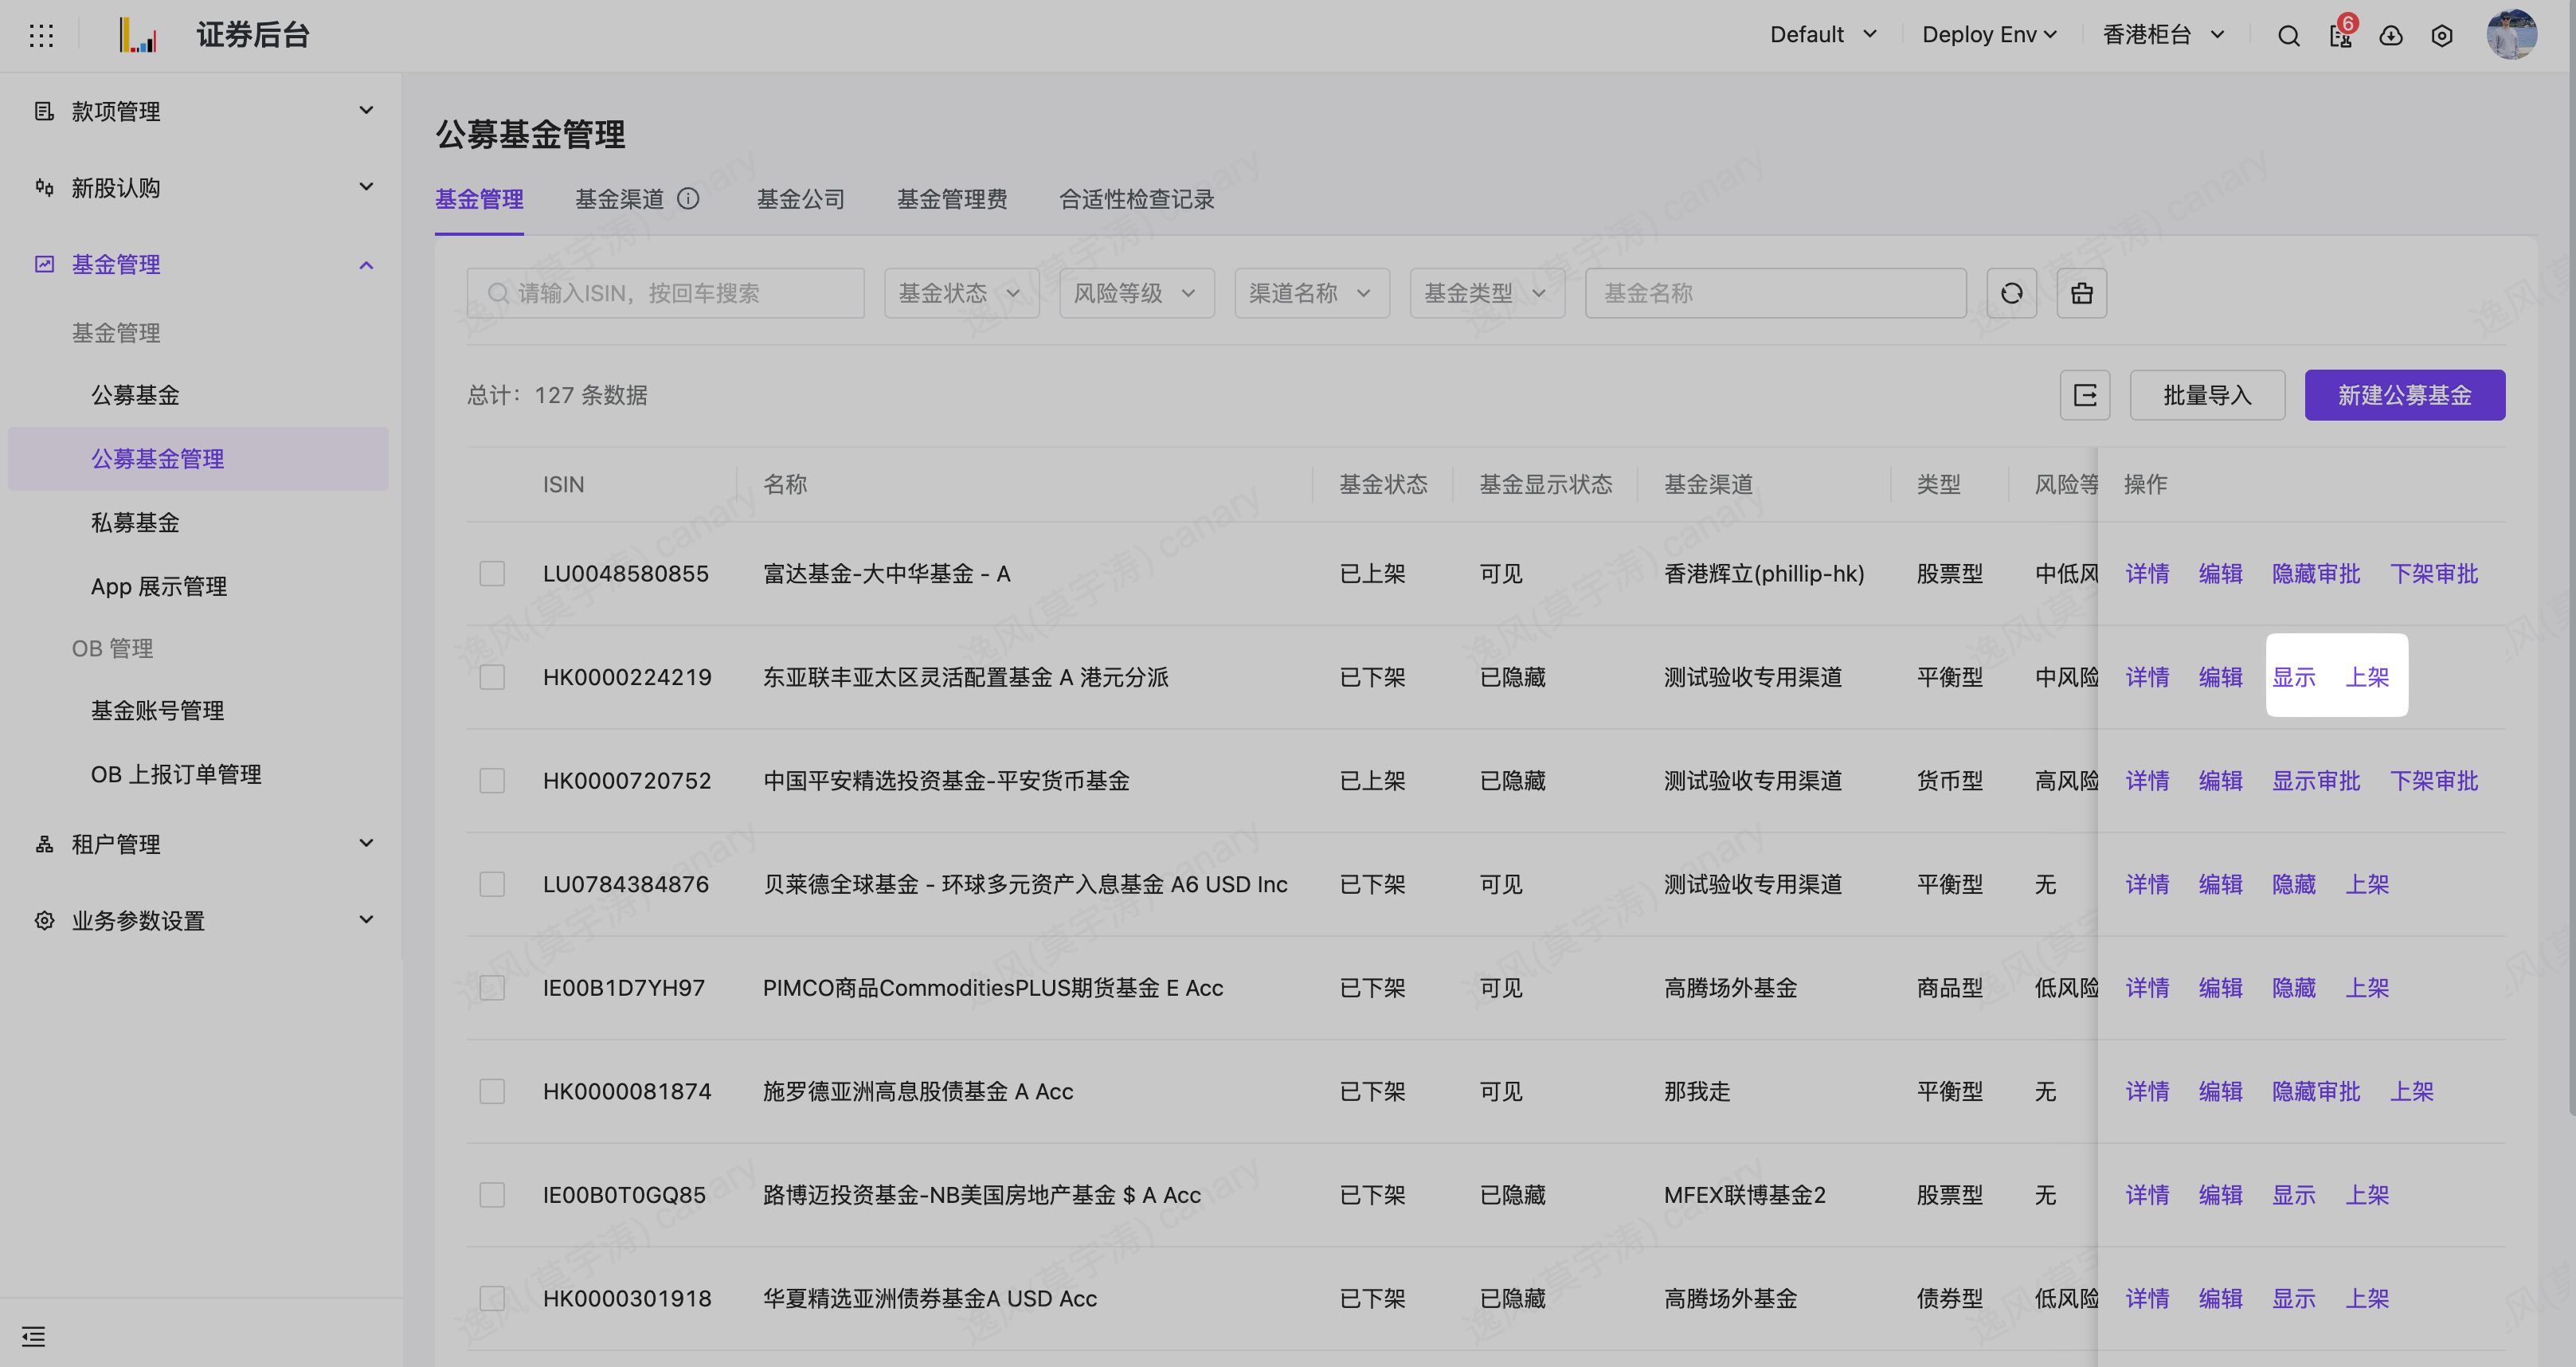 证券后台
Default
Deploy Env
香港柜台
6
款项管理
新股认购
基金管理
基金管理
公募基金
公募基金管理
私募基金
App 展示管理
OB 管理
基金账号管理
OB 上报订单管理
租户管理
业务参数设置
公募基金管理
基金管理 基金渠道 基金公司 基金管理费 合适性检查记录
请输入ISIN，按回车搜索 基金状态 风险等级 渠道名称 基金类型 基金名称
总计： 127 条数据 批量导入 新建公募基金
ISIN 名称 基金状态 基金显示状态 基金渠道 类型 风险等 操作
LU0048580855 富达基金-大中华基金 - A 已上架 可见 香港辉立(phillip-hk) 股票型 中低风 详情 编辑 隐藏审批 下架审批
HK0000224219 东亚联丰亚太区灵活配置基金 A 港元分派 已下架 已隐藏 测试验收专用渠道 平衡型 中风险 详情 编辑 显示 上架
HK0000720752 中国平安精选投资基金-平安货币基金 已上架 已隐藏 测试验收专用渠道 货币型 高风险 详情 编辑 显示审批 下架审批
LU0784384876 贝莱德全球基金 - 环球多元资产入息基金 A6 USD Inc 已下架 可见 测试验收专用渠道 平衡型 无 详情 编辑 隐藏 上架
IE00B1D7YH97 PIMCO商品CommoditiesPLUS期货基金 E Acc 已下架 可见 高腾场外基金 商品型 低风险 详情 编辑 隐藏 上架
HK0000081874 施罗德亚洲高息股债基金 A Acc 已下架 可见 那我走 平衡型 无 详情 编辑 隐藏审批 上架
IE00B0T0GQ85 路博迈投资基金-NB美国房地产基金 $ A Acc 已下架 已隐藏 MFEX联博基金2 股票型 无 详情 编辑 显示 上架
HK0000301918 华夏精选亚洲债券基金A USD Acc 已下架 已隐藏 高腾场外基金 债券型 低风险 详情 编辑 显示 上架
逸风(莫宇涛) canary